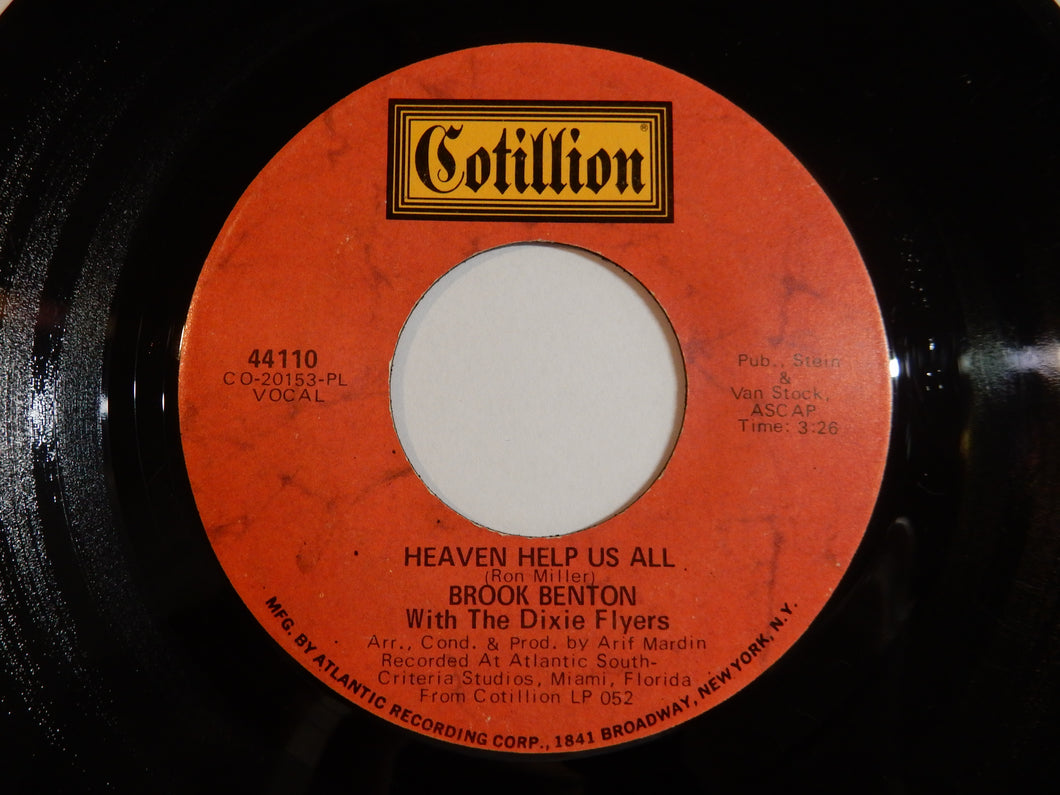 Cotillion®
44110
CO-20153-PL
VOCAL
Pub., Stein
&
Van Stock,
ASCAP
Time: 3:26
HEAVEN HELP US ALL
(Ron Miller)
BROOK BENTON
With The Dixie Flyers
Arr., Cond. & Prod. by Arif Mardin
Recorded At Atlantic South-
Criteria Studios, Miami, Florida
From Cotillion LP 052
MFG. BY ATLANTIC RECORDING CORP., 1841 BROADWAY, NEW YORK, N.Y.